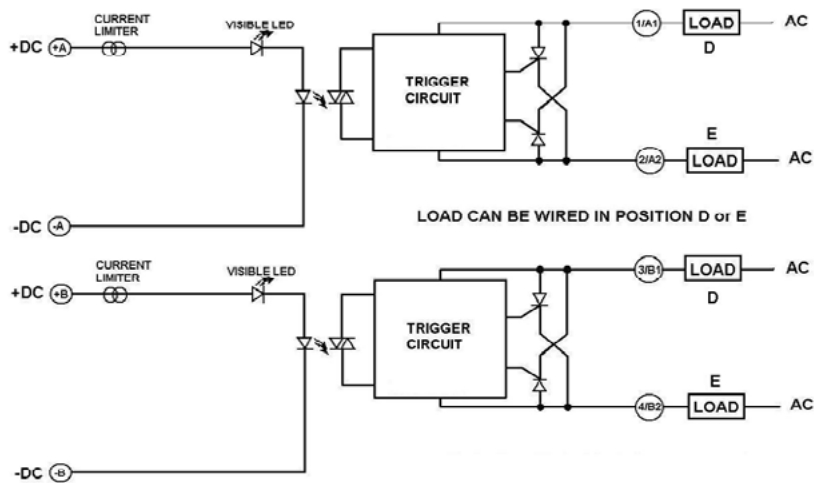 CURRENT
LIMITER
VISIBLE LED
+DC +A
1/A1
LOAD
AC
D
TRIGGER
CIRCUIT
E
2/A2
LOAD
AC
-DC -A
LOAD CAN BE WIRED IN POSITION D or E
CURRENT
LIMITER
VISIBLE LED
+DC +B
3/B1
LOAD
AC
D
TRIGGER
CIRCUIT
E
4/B2
LOAD
AC
-DC -B